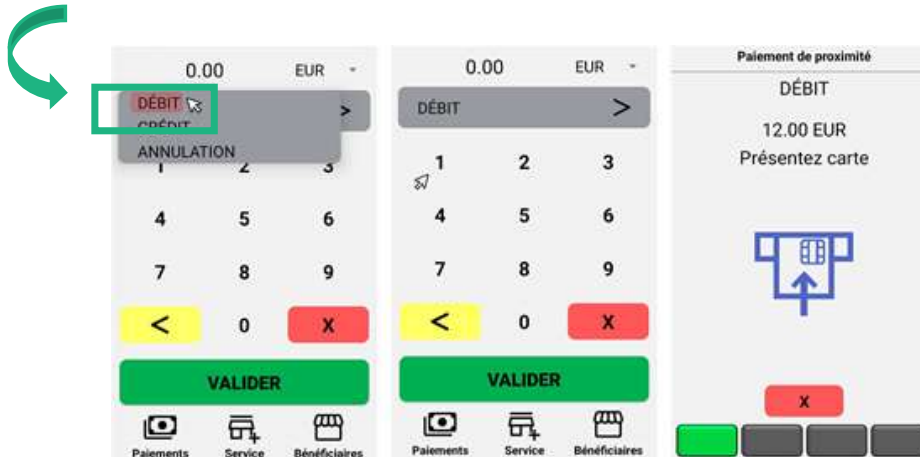 0.00 EUR
DÉBIT
CRÉDIT
ANNULATION >
1 2 3
4 5 6
7 8 9
< 0 X
VALIDER
Paiements Service Bénéficiaires
0.00 EUR
DÉBIT >
1 2 3
4 5 6
7 8 9
< 0 X
VALIDER
Paiements Service Bénéficiaires
Paiement de proximité
DÉBIT
12.00 EUR
Présentez carte
X